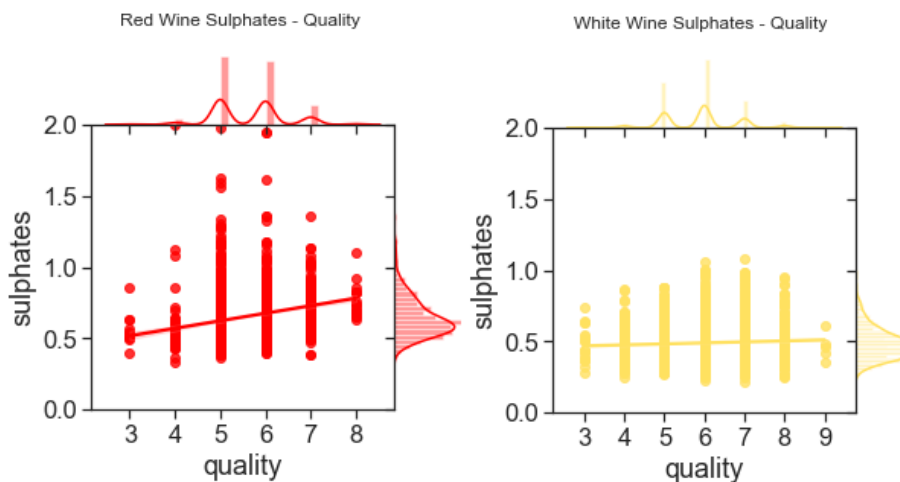 Red Wine Sulphates - Quality
2.0
1.5
1.0
0.5
0.0
sulphates
3 4 5 6 7 8
quality
White Wine Sulphates - Quality
2.0
1.5
1.0
0.5
0.0
sulphates
3 4 5 6 7 8 9
quality